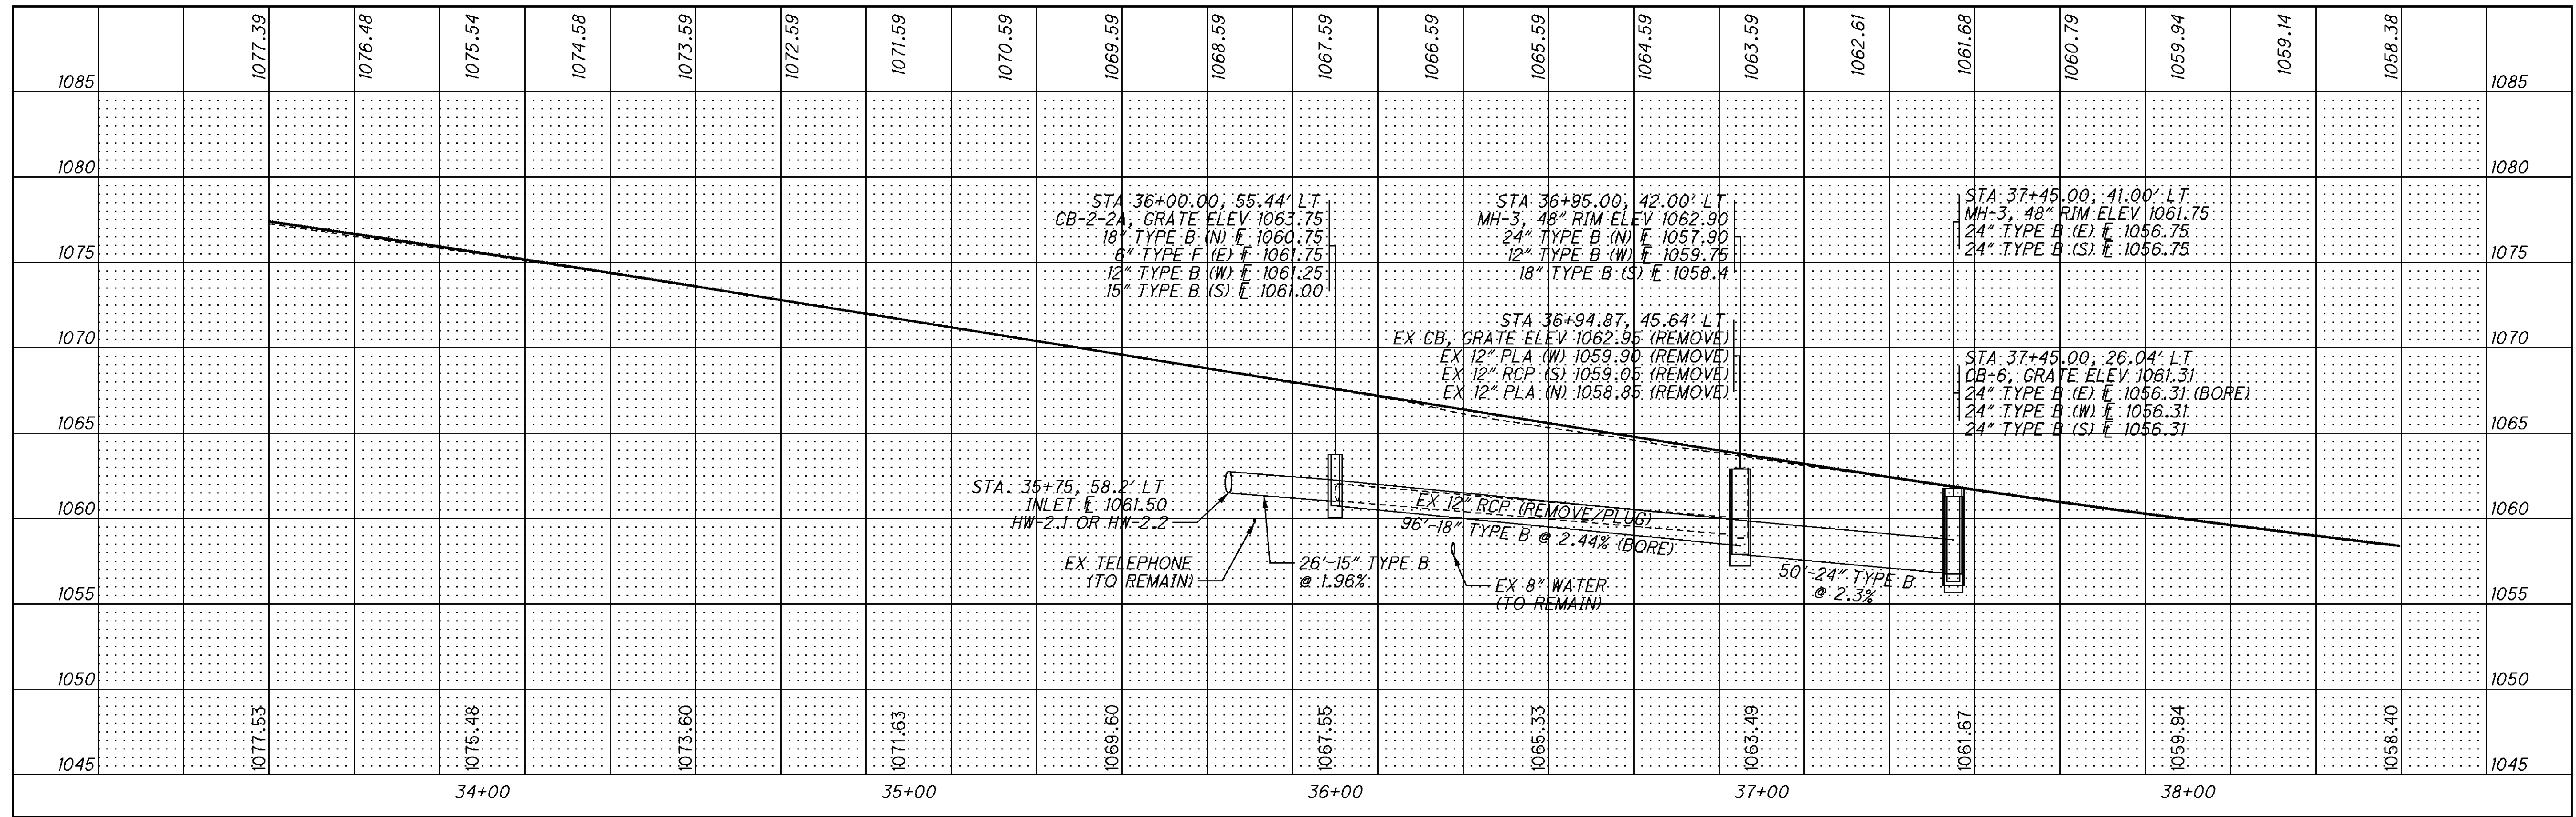 1077.39
1076.48
1075.54
1074.58
1073.59
1072.59
1071.59
1070.59
1069.59
1068.59
1067.59
1066.59
1065.59
1064.59
1063.59
1062.61
1061.68
1060.79
1059.94
1059.14
1058.38
1085
1085
1080
1080
1075
1075
1070
1070
1065
1065
1060
1060
1055
1055
1050
1050
1045
1045
STA 36+00.00, 55.44' LT
CB-2-2A, GRATE ELEV 1063.75
18" TYPE B (N) FL 1060.75
6" TYPE F (E) FL 1061.75
12" TYPE B (W) FL 1061.25
15" TYPE B (S) FL 1061.00
STA 36+95.00, 42.00' LT
MH-3, 48" RIM ELEV 1062.90
24" TYPE B (N) FL 1057.90
12" TYPE B (W) FL 1059.75
18" TYPE B (S) FL 1058.4
STA 37+45.00, 41.00' LT
MH-3, 48" RIM ELEV 1061.75
24" TYPE B (E) FL 1056.75
24" TYPE B (S) FL 1056.75
STA 36+94.87, 45.64' LT
EX CB, GRATE ELEV 1062.95 (REMOVE)
EX 12" PLA (W) 1059.90 (REMOVE)
EX 12" RCP (S) 1059.05 (REMOVE)
EX 12" PLA (N) 1058.85 (REMOVE)
STA 37+45.00, 26.04' LT
CB-6, GRATE ELEV 1061.31
24" TYPE B (E) FL 1056.31 (BORE)
24" TYPE B (W) FL 1056.31
24" TYPE B (S) FL 1056.31
STA. 35+75, 58.2' LT
INLET FL 1061.50
HW-2.1 OR HW-2.2
EX 12" RCP (REMOVE/PLUG)
96'-18" TYPE B @ 2.44% (BORE)
EX TELEPHONE
(TO REMAIN)
26'-15" TYPE B
@ 1.96%
EX 8" WATER
(TO REMAIN)
50'-24" TYPE B
@ 2.3%
1077.53
1075.48
1073.60
1071.63
1069.60
1067.55
1065.33
1063.49
1061.67
1059.94
1058.40
34+00
35+00
36+00
37+00
38+00